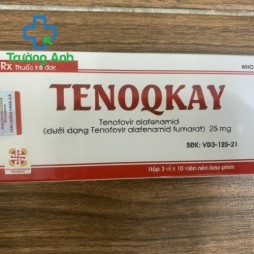 Trường Anh
Rx Thuốc kê đơn
WHO
TENOQKAY
Tenofovir alafenamid
(dưới dạng Tenofovir alafenamid fumarat) 25 mg
SĐK: VD3-125-21
Hộp 3 vỉ x 10 viên nén bao phim